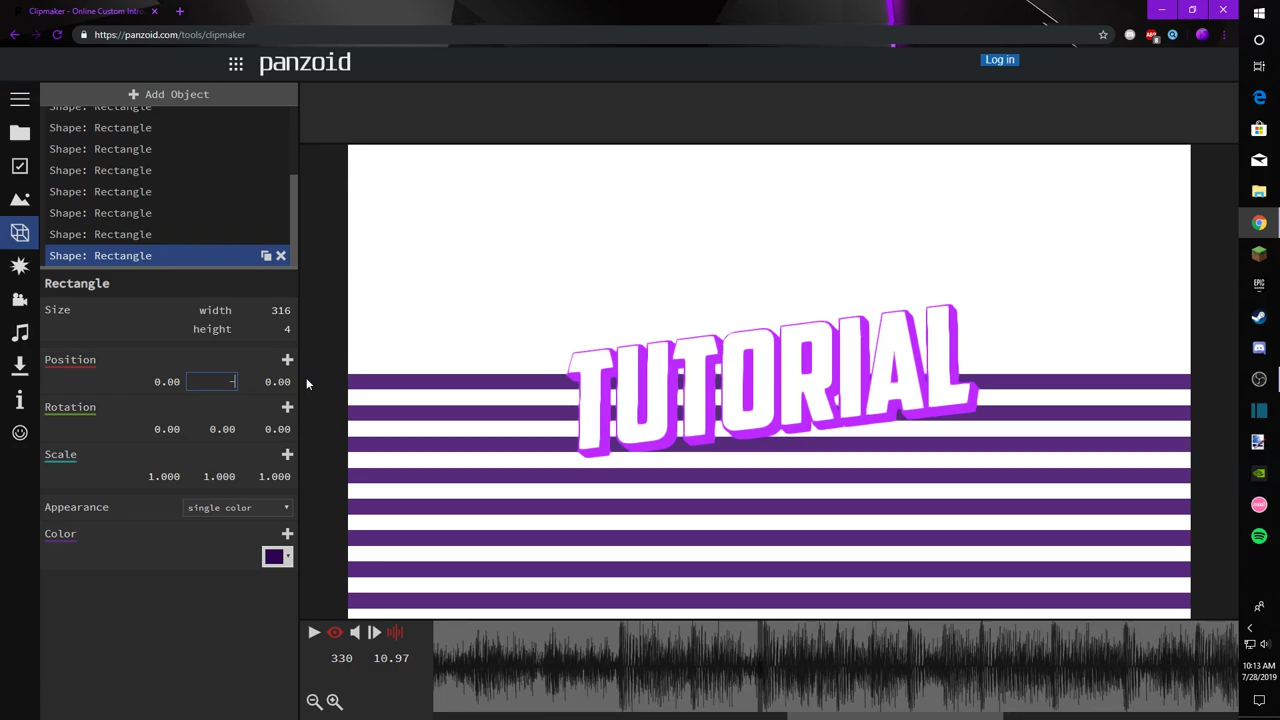 Clipmaker - Online Custom Intro
https://panzoid.com/tools/clipmaker
ABP
8
panzoid
Log in
Add Object
Shape: Rectangle
Shape: Rectangle
Shape: Rectangle
Shape: Rectangle
Shape: Rectangle
Shape: Rectangle
Shape: Rectangle
Shape: Rectangle
Rectangle
Size width 316
height 4
Position
0.00 - 0.00
Rotation
0.00 0.00 0.00
Scale
1.000 1.000 1.000
Appearance single color
Color
TUTORIAL
330 10.97
EPIC
10:13 AM
7/28/2019